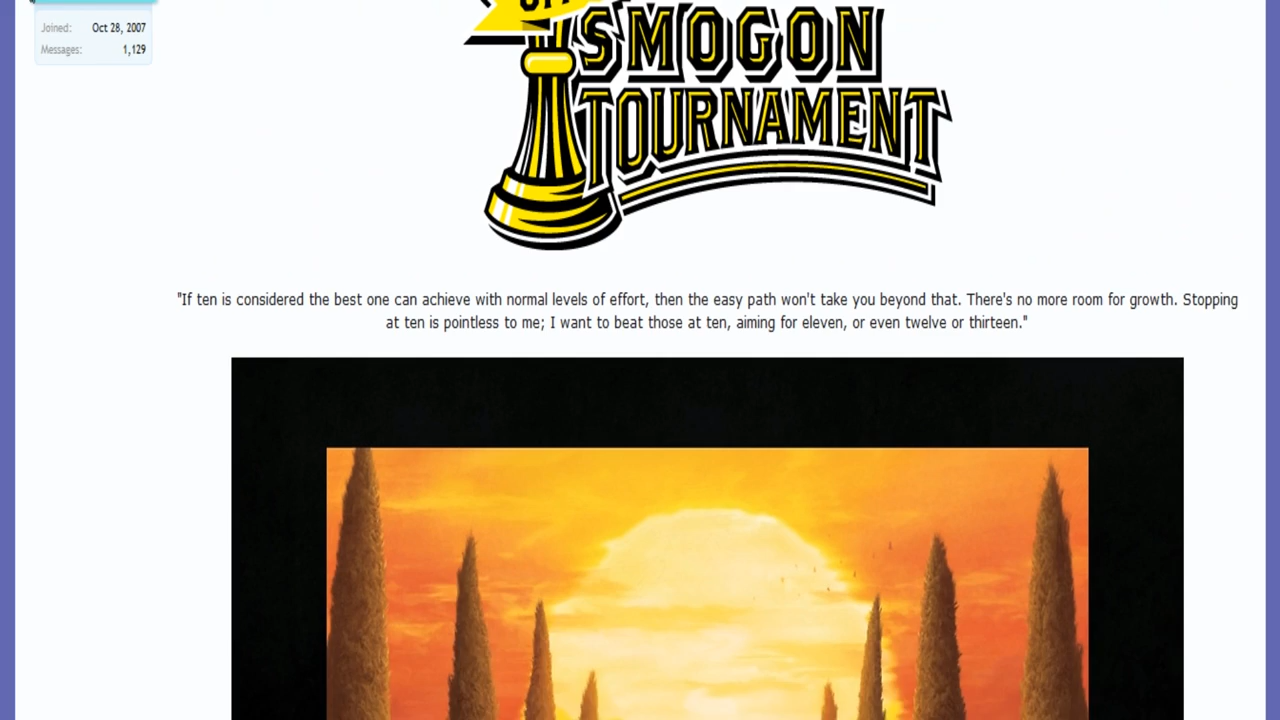 Joined: Oct 28, 2007
Messages: 1,129
SMOGON
TOURNAMENT
"If ten is considered the best one can achieve with normal levels of effort, then the easy path won't take you beyond that. There's no more room for growth. Stopping
at ten is pointless to me; I want to beat those at ten, aiming for eleven, or even twelve or thirteen."